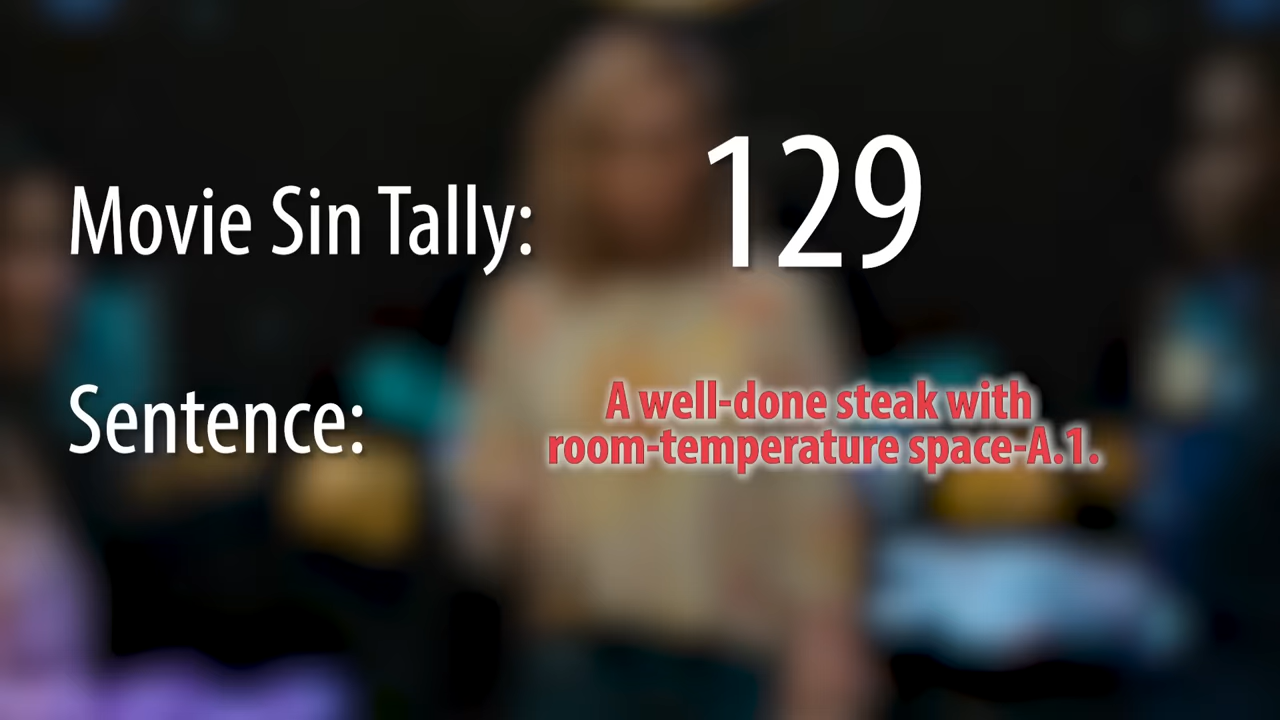 Movie Sin Tally: 129
Sentence: A well-done steak with
room-temperature space-A.1.